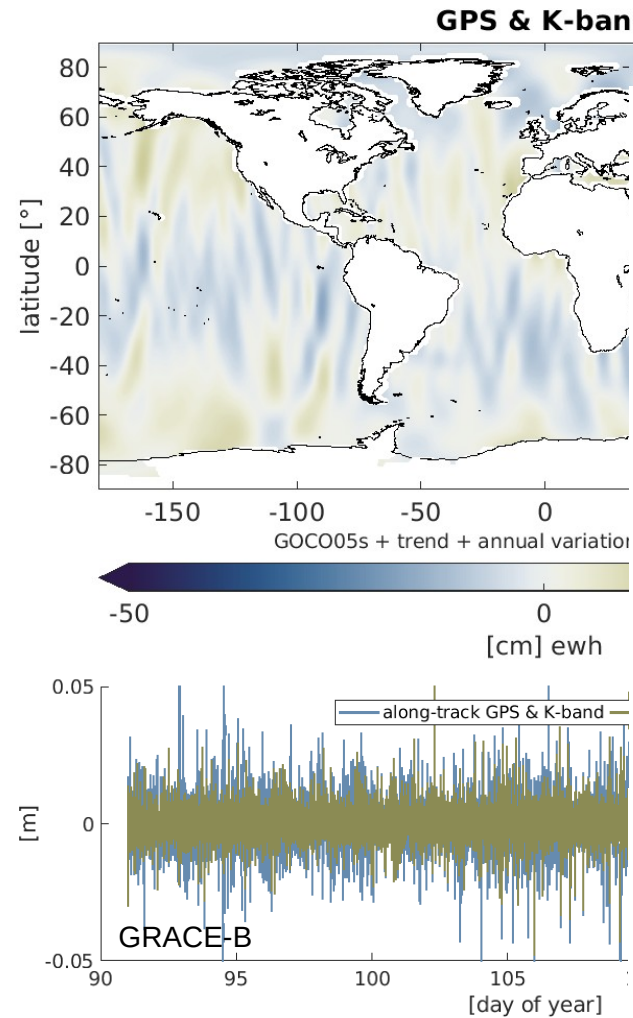 GPS & K-ban
80
60
40
20
0
-20
-40
-60
-80
latitude [°]
-150 -100 -50 0
GOCO05s + trend + annual variation
-50 0
[cm] ewh
0.05
0
-0.05
[m]
along-track GPS & K-band
GRACE-B
90 95 100 105
[day of year]